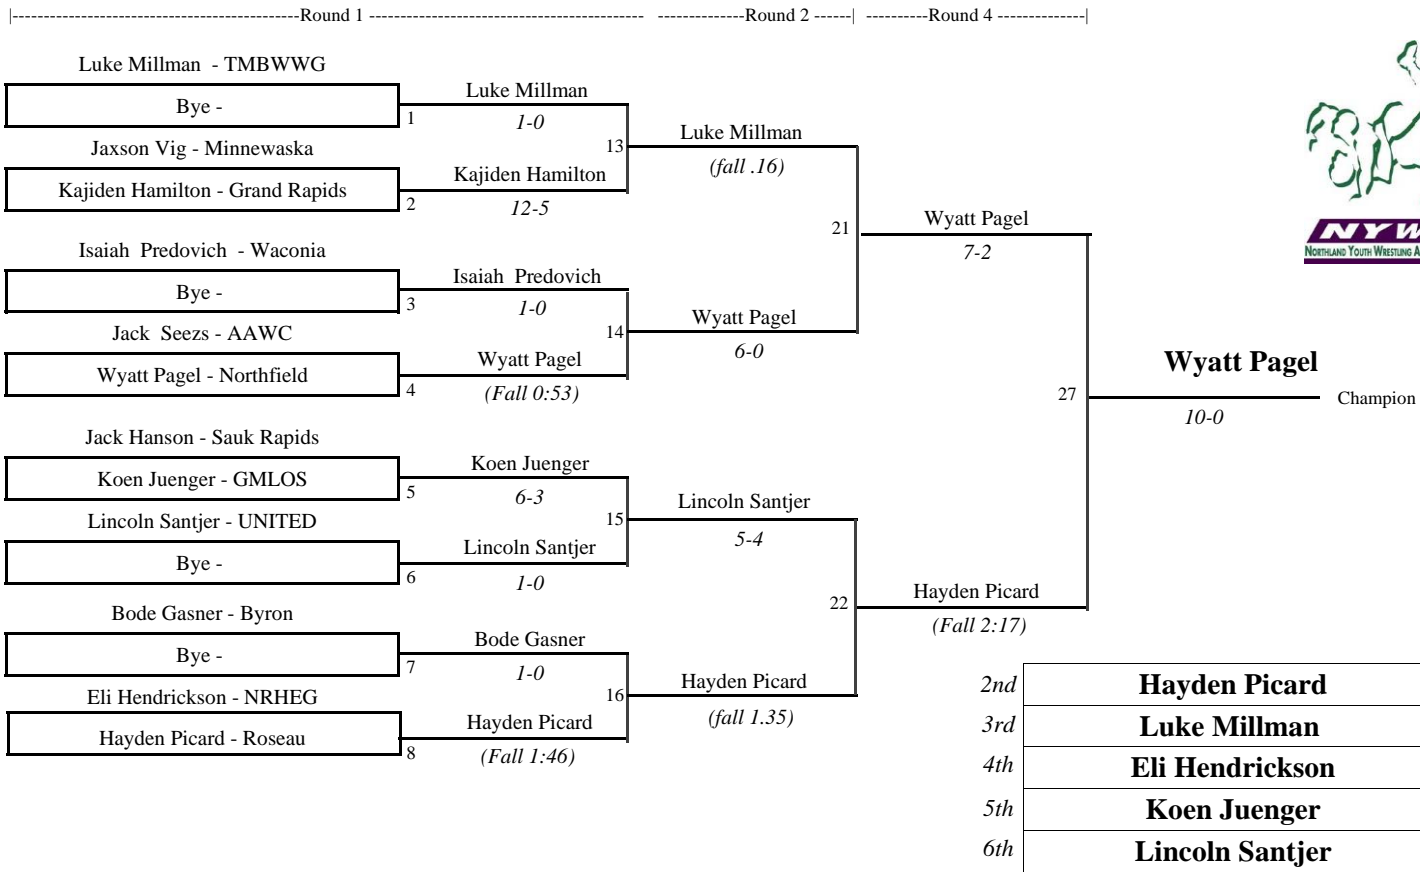 |----------------------------------------------Round 1 --------------------------------------------
--------------Round 2 ------|
----------Round 4 --------------|
Luke Millman - TMBWWG
Bye -
1
Jaxson Vig - Minnewaska
Kajiden Hamilton - Grand Rapids
2
Isaiah Predovich - Waconia
Bye -
3
Jack Seezs - AAWC
Wyatt Pagel - Northfield
4
Jack Hanson - Sauk Rapids
Koen Juenger - GMLOS
5
Lincoln Santjer - UNITED
Bye -
6
Bode Gasner - Byron
Bye -
7
Eli Hendrickson - NRHEG
Hayden Picard - Roseau
8
Luke Millman
1-0
13
Kajiden Hamilton
12-5
Isaiah Predovich
1-0
14
Wyatt Pagel
(Fall 0:53)
Koen Juenger
6-3
15
Lincoln Santjer
1-0
Bode Gasner
1-0
16
Hayden Picard
(Fall 1:46)
Luke Millman
(fall .16)
21
Wyatt Pagel
6-0
Lincoln Santjer
5-4
22
Hayden Picard
(fall 1.35)
Wyatt Pagel
7-2
27
Hayden Picard
(Fall 2:17)
NYW
NORTHLAND YOUTH WRESTLING A
Wyatt Pagel
Champion
10-0
2nd Hayden Picard
3rd Luke Millman
4th Eli Hendrickson
5th Koen Juenger
6th Lincoln Santjer